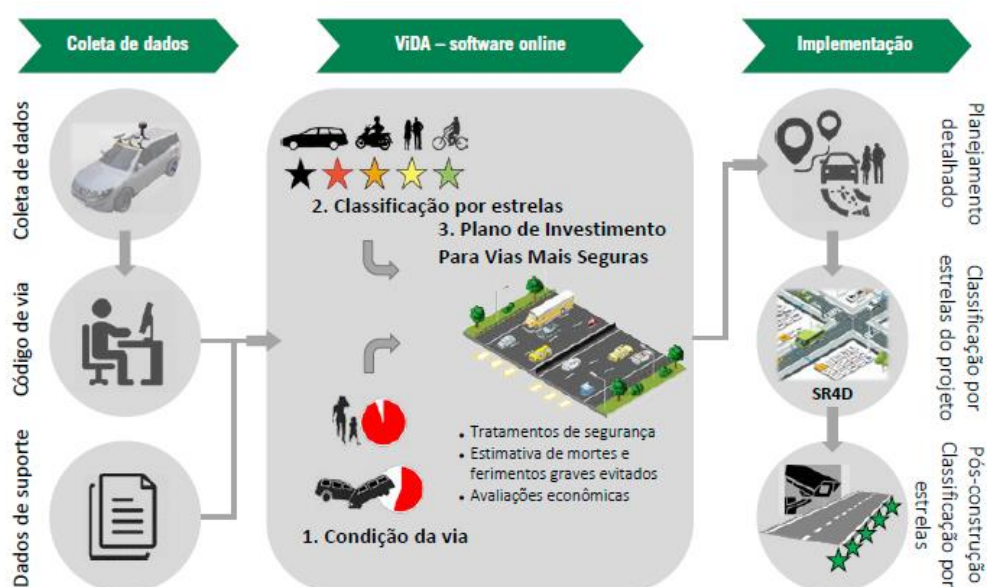 Coleta de dados
ViDA – software online
Implementação
Coleta de dados
Código de via
Dados de suporte
2. Classificação por estrelas
3. Plano de Investimento
Para Vias Mais Seguras
• Tratamentos de segurança
• Estimativa de mortes e
ferimentos graves evitados
• Avaliações econômicas
1. Condição da via
Planejamento
detalhado
Classificação por
estrelas do projeto
SR4D
Pós-construção
Classificação por
estrelas